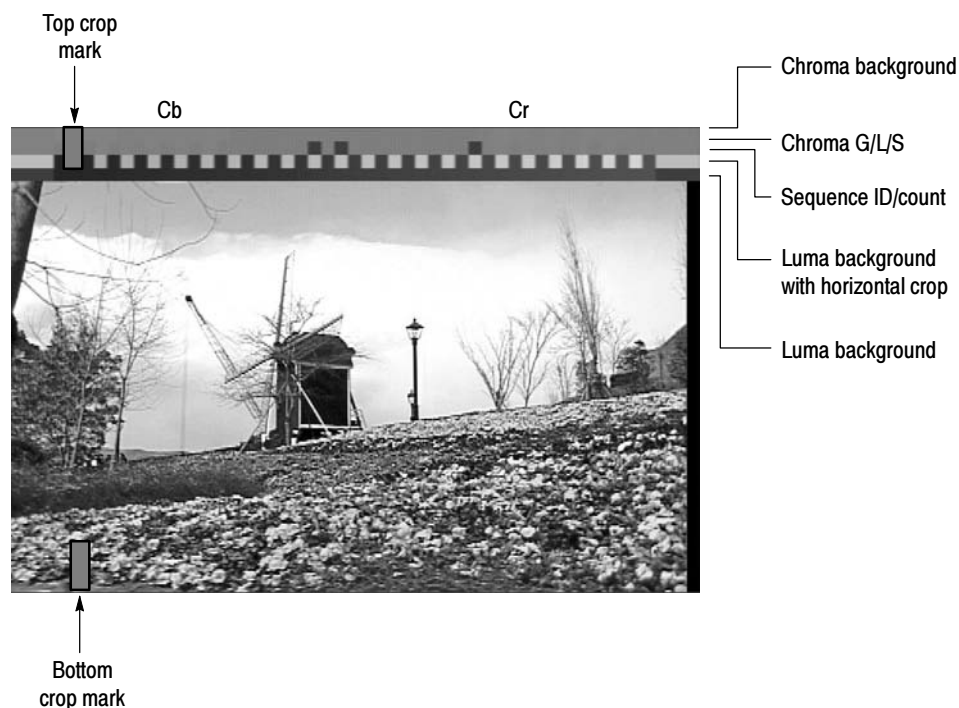 Top crop
mark
Cb
Cr
Chroma background
Chroma G/L/S
Sequence ID/count
Luma background
with horizontal crop
Luma background
Bottom
crop mark